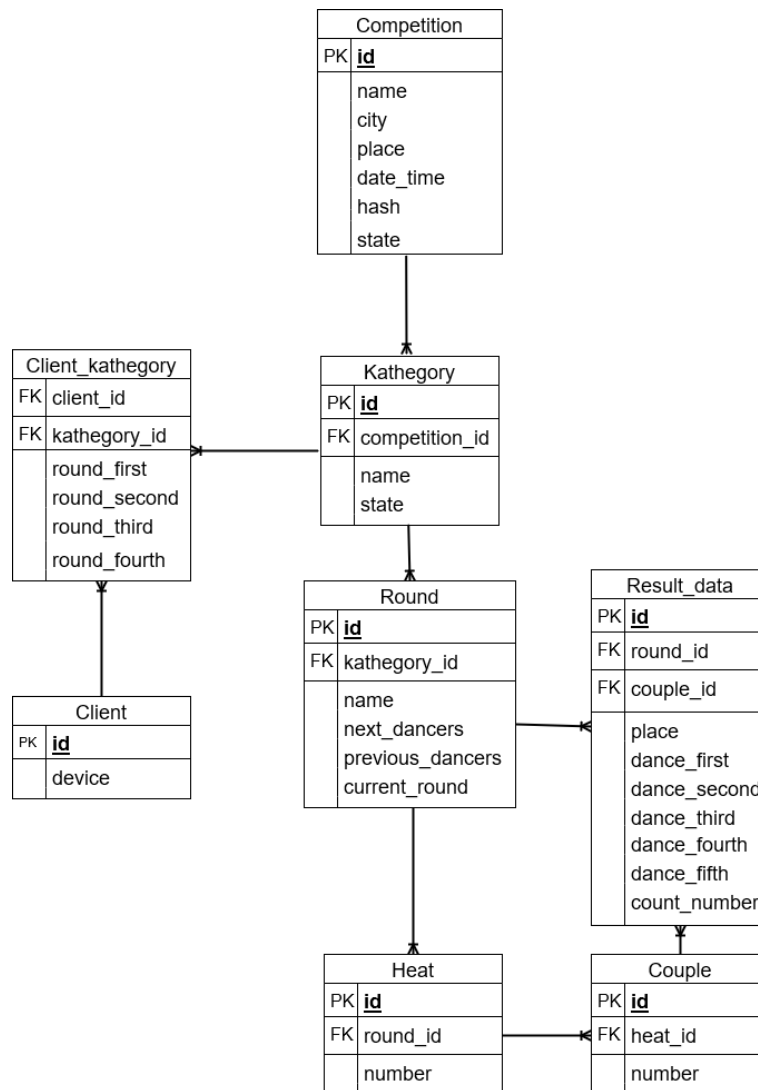 Competition
PK id
name
city
place
date_time
hash
state
Client_kathegory
FK client_id
FK kathegory_id
round_first
round_second
round_third
round_fourth
Kathegory
PK id
FK competition_id
name
state
Client
PK id
device
Round
PK id
FK kathegory_id
name
next_dancers
previous_dancers
current_round
Result_data
PK id
FK round_id
FK couple_id
place
dance_first
dance_second
dance_third
dance_fourth
dance_fifth
count_number
Heat
PK id
FK round_id
number
Couple
PK id
FK heat_id
number